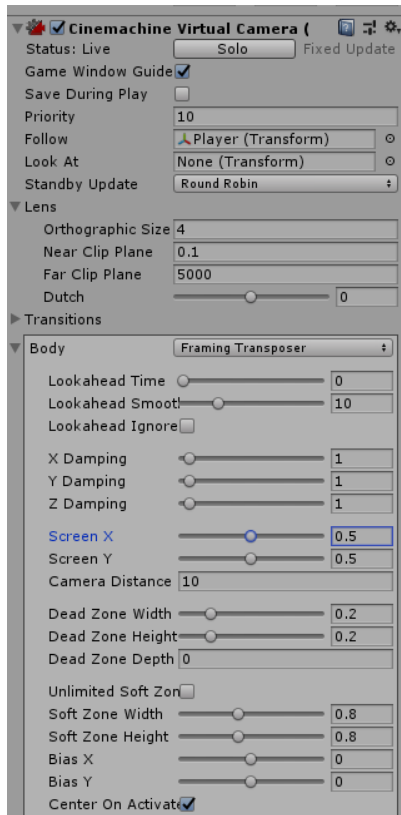 Cinemachine Virtual Camera (
Status: Live Solo Fixed Update
Game Window Guide
Save During Play
Priority 10
Follow Player (Transform)
Look At None (Transform)
Standby Update Round Robin
Lens
Orthographic Size 4
Near Clip Plane 0.1
Far Clip Plane 5000
Dutch 0
Transitions
Body Framing Transposer
Lookahead Time 0
Lookahead Smooth 10
Lookahead Ignore
X Damping 1
Y Damping 1
Z Damping 1
Screen X 0.5
Screen Y 0.5
Camera Distance 10
Dead Zone Width 0.2
Dead Zone Height 0.2
Dead Zone Depth 0
Unlimited Soft Zon
Soft Zone Width 0.8
Soft Zone Height 0.8
Bias X 0
Bias Y 0
Center On Activate